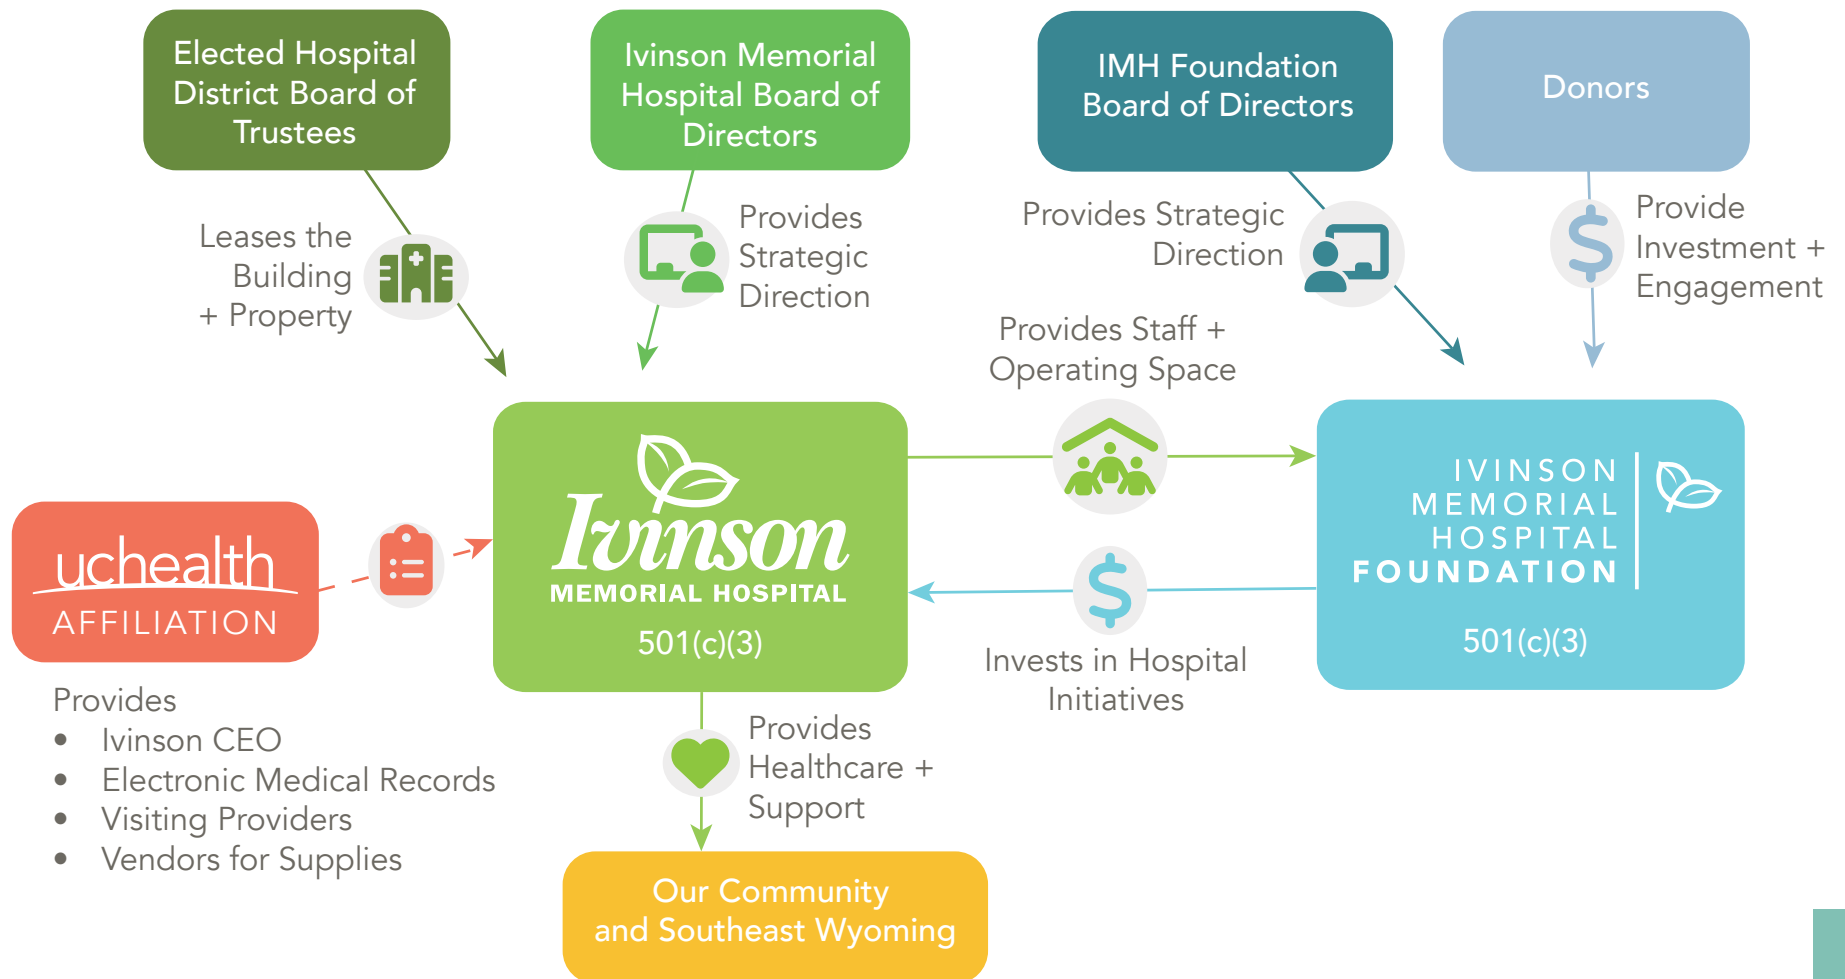 Elected Hospital
District Board of
Trustees
Ivinson Memorial
Hospital Board of
Directors
IMH Foundation
Board of Directors
Donors
Leases the
Building
+ Property
Provides
Strategic
Direction
Provides Strategic
Direction
Provide
Investment +
Engagement
Provides Staff +
Operating Space
Ivinson
MEMORIAL HOSPITAL
501(c)(3)
IVINSON
MEMORIAL
HOSPITAL
FOUNDATION
501(c)(3)
uchealth
AFFILIATION
Invests in Hospital
Initiatives
Provides
• Ivinson CEO
• Electronic Medical Records
• Visiting Providers
• Vendors for Supplies
Provides
Healthcare +
Support
Our Community
and Southeast Wyoming